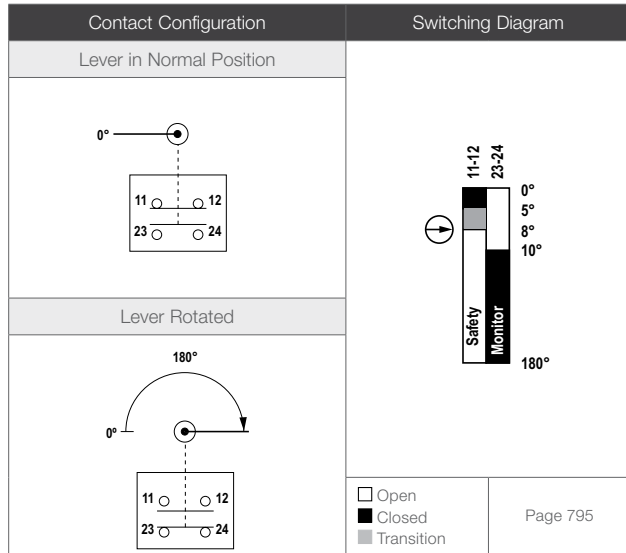 Contact Configuration
Switching Diagram
Lever in Normal Position
0°
11 12
23 24
Lever Rotated
180°
0°
11 12
23 24
11-12
23-24
0°
5°
8°
10°
180°
Safety
Monitor
Open
Closed
Transition
Page 795